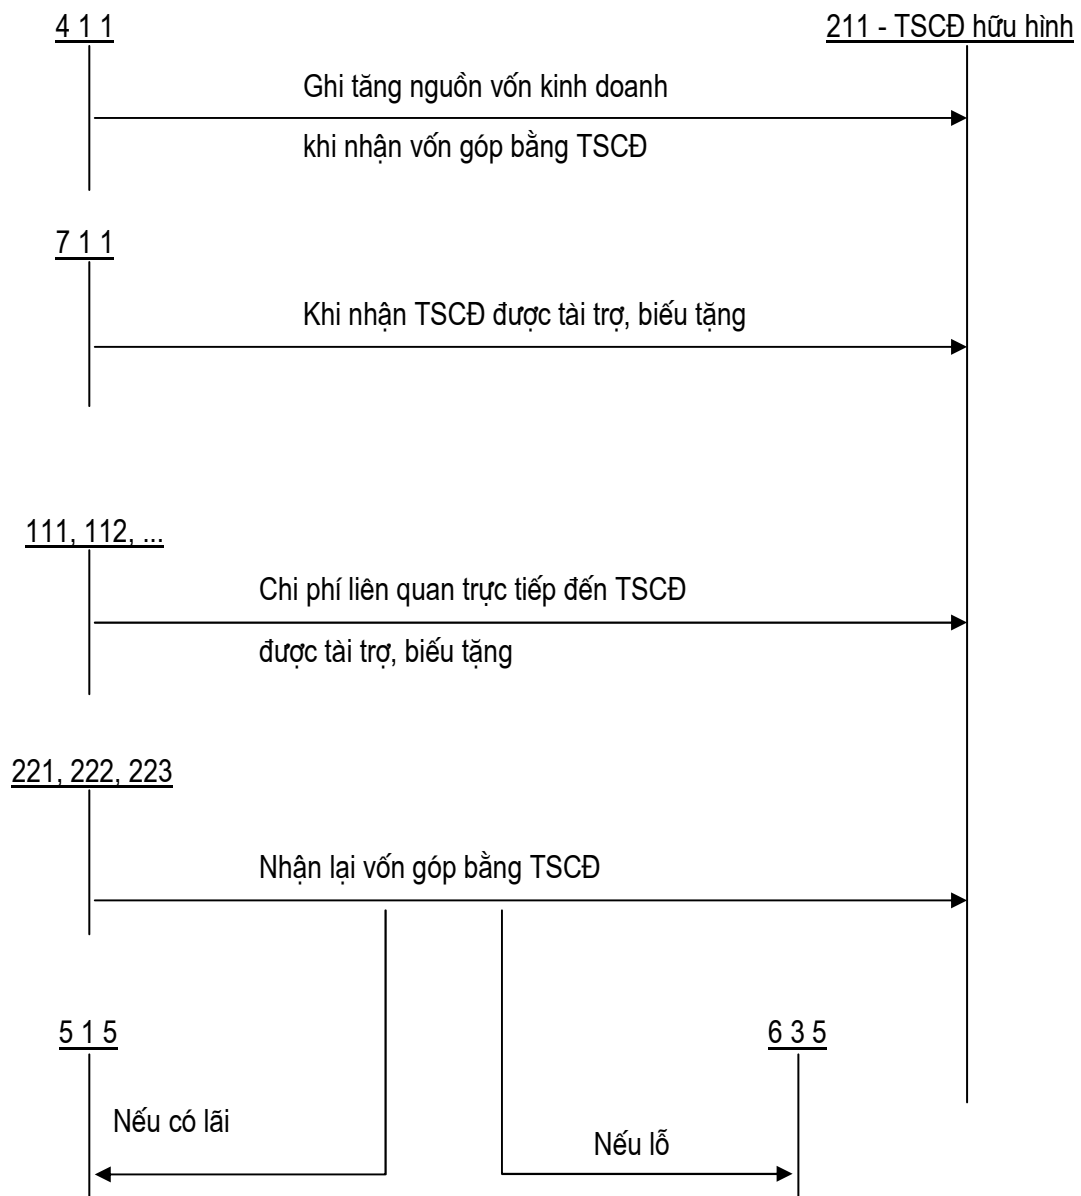 4 1 1
211 - TSCĐ hữu hình
Ghi tăng nguồn vốn kinh doanh
khi nhận vốn góp bằng TSCĐ
7 1 1
Khi nhận TSCĐ được tài trợ, biếu tặng
111, 112, ...
Chi phí liên quan trực tiếp đến TSCĐ
được tài trợ, biếu tặng
221, 222, 223
Nhận lại vốn góp bằng TSCĐ
5 1 5
6 3 5
Nếu có lãi
Nếu lỗ